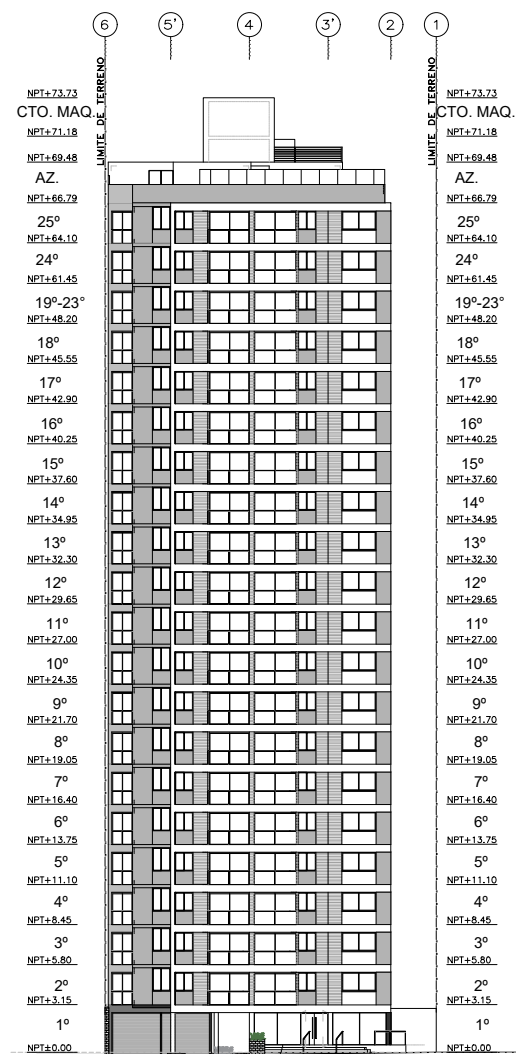 6 5' 4 3' 2 1
LIMITE DE TERRENO LIMITE DE TERRENO
NPT+73.73 NPT+73.73
CTO. MAQ. CTO. MAQ.
NPT+71.18 NPT+71.18
NPT+69.48 NPT+69.48
AZ. AZ.
NPT+66.79 NPT+66.79
25º 25º
NPT+64.10 NPT+64.10
24º 24º
NPT+61.45 NPT+61.45
19º-23° 19º-23°
NPT+48.20 NPT+48.20
18º 18º
NPT+45.55 NPT+45.55
17º 17º
NPT+42.90 NPT+42.90
16º 16º
NPT+40.25 NPT+40.25
15º 15º
NPT+37.60 NPT+37.60
14º 14º
NPT+34.95 NPT+34.95
13º 13º
NPT+32.30 NPT+32.30
12º 12º
NPT+29.65 NPT+29.65
11º 11º
NPT+27.00 NPT+27.00
10º 10º
NPT+24.35 NPT+24.35
9º 9º
NPT+21.70 NPT+21.70
8º 8º
NPT+19.05 NPT+19.05
7º 7º
NPT+16.40 NPT+16.40
6º 6º
NPT+13.75 NPT+13.75
5º 5º
NPT+11.10 NPT+11.10
4º 4º
NPT+8.45 NPT+8.45
3º 3º
NPT+5.80 NPT+5.80
2º 2º
NPT+3.15 NPT+3.15
1º 1º
NPT±0.00 NPT±0.00